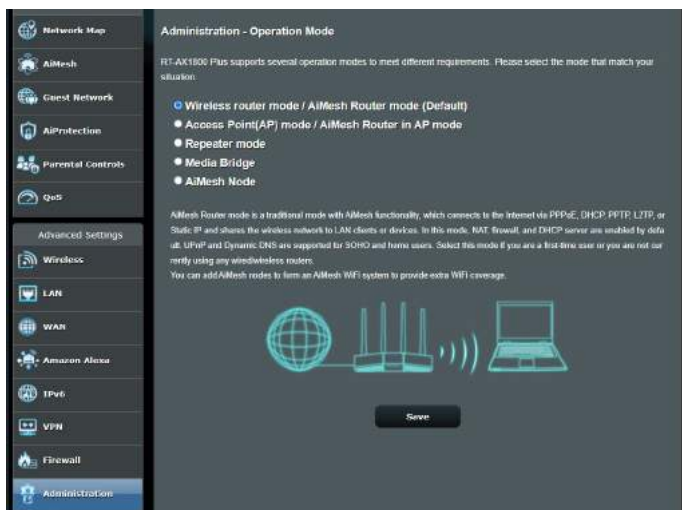 Network Map
AiMesh
Guest Network
AiProtection
Parental Controls
QoS
Advanced Settings
Wireless
LAN
WAN
Amazon Alexa
IPv6
VPN
Firewall
Administration
Administration - Operation Mode
RT-AX1800 Plus supports several operation modes to meet different requirements. Please select the mode that match your
situation.
Wireless router mode / AiMesh Router mode (Default)
Access Point(AP) mode / AiMesh Router in AP mode
Repeater mode
Media Bridge
AiMesh Node
AiMesh Router mode is a traditional mode with AiMesh functionality, which connects to the Internet via PPPoE, DHCP, PPTP, L2TP, or
Static IP and shares the wireless network to LAN clients or devices. In this mode, NAT, firewall, and DHCP server are enabled by defa
ult. UPnP and Dynamic DNS are supported for SOHO and home users. Select this mode if you are a first-time user or you are not cur
rently using any wired/wireless routers.
You can add AiMesh nodes to form an AiMesh WiFi system to provide extra WiFi coverage.
Save